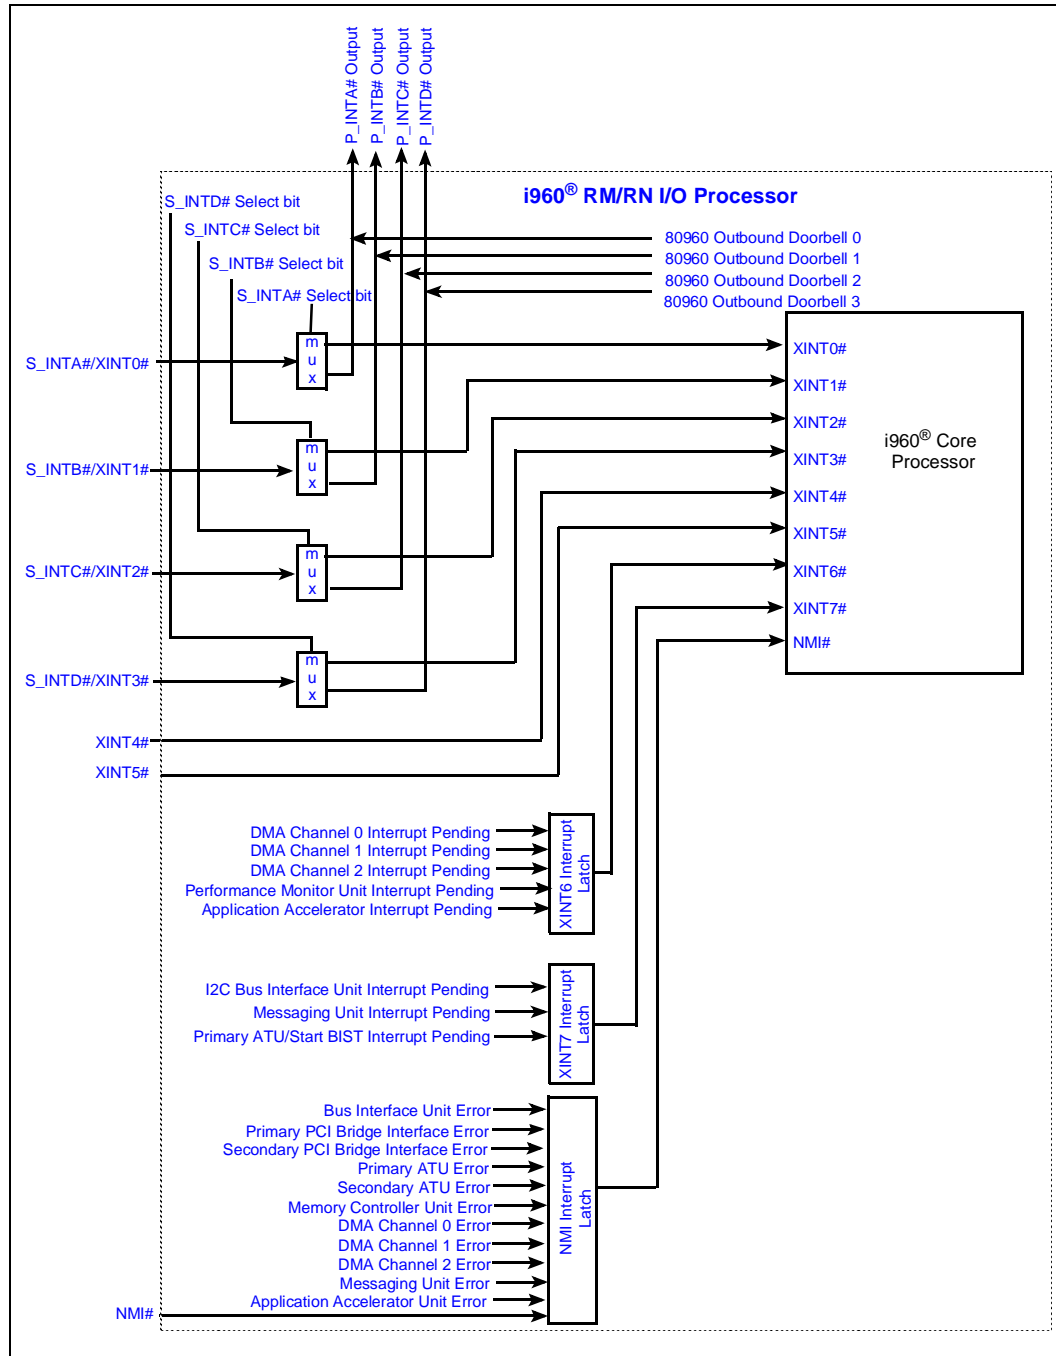 P_INTA# Output
P_INTB# Output
P_INTC# Output
P_INTD# Output
i960® RM/RN I/O Processor
S_INTD# Select bit
S_INTC# Select bit
S_INTB# Select bit
S_INTA# Select bit
80960 Outbound Doorbell 0
80960 Outbound Doorbell 1
80960 Outbound Doorbell 2
80960 Outbound Doorbell 3
S_INTA#/XINT0#
m
u
x
S_INTB#/XINT1#
m
u
x
S_INTC#/XINT2#
m
u
x
S_INTD#/XINT3#
m
u
x
XINT4#
XINT5#
XINT0#
XINT1#
XINT2#
XINT3#
XINT4#
XINT5#
XINT6#
XINT7#
NMI#
i960® Core
Processor
DMA Channel 0 Interrupt Pending
DMA Channel 1 Interrupt Pending
DMA Channel 2 Interrupt Pending
Performance Monitor Unit Interrupt Pending
Application Accelerator Interrupt Pending
XINT6 Interrupt
Latch
I2C Bus Interface Unit Interrupt Pending
Messaging Unit Interrupt Pending
Primary ATU/Start BIST Interrupt Pending
XINT7 Interrupt
Latch
Bus Interface Unit Error
Primary PCI Bridge Interface Error
Secondary PCI Bridge Interface Error
Primary ATU Error
Secondary ATU Error
Memory Controller Unit Error
DMA Channel 0 Error
DMA Channel 1 Error
DMA Channel 2 Error
Messaging Unit Error
Application Accelerator Unit Error
NMI#
NMI Interrupt
Latch